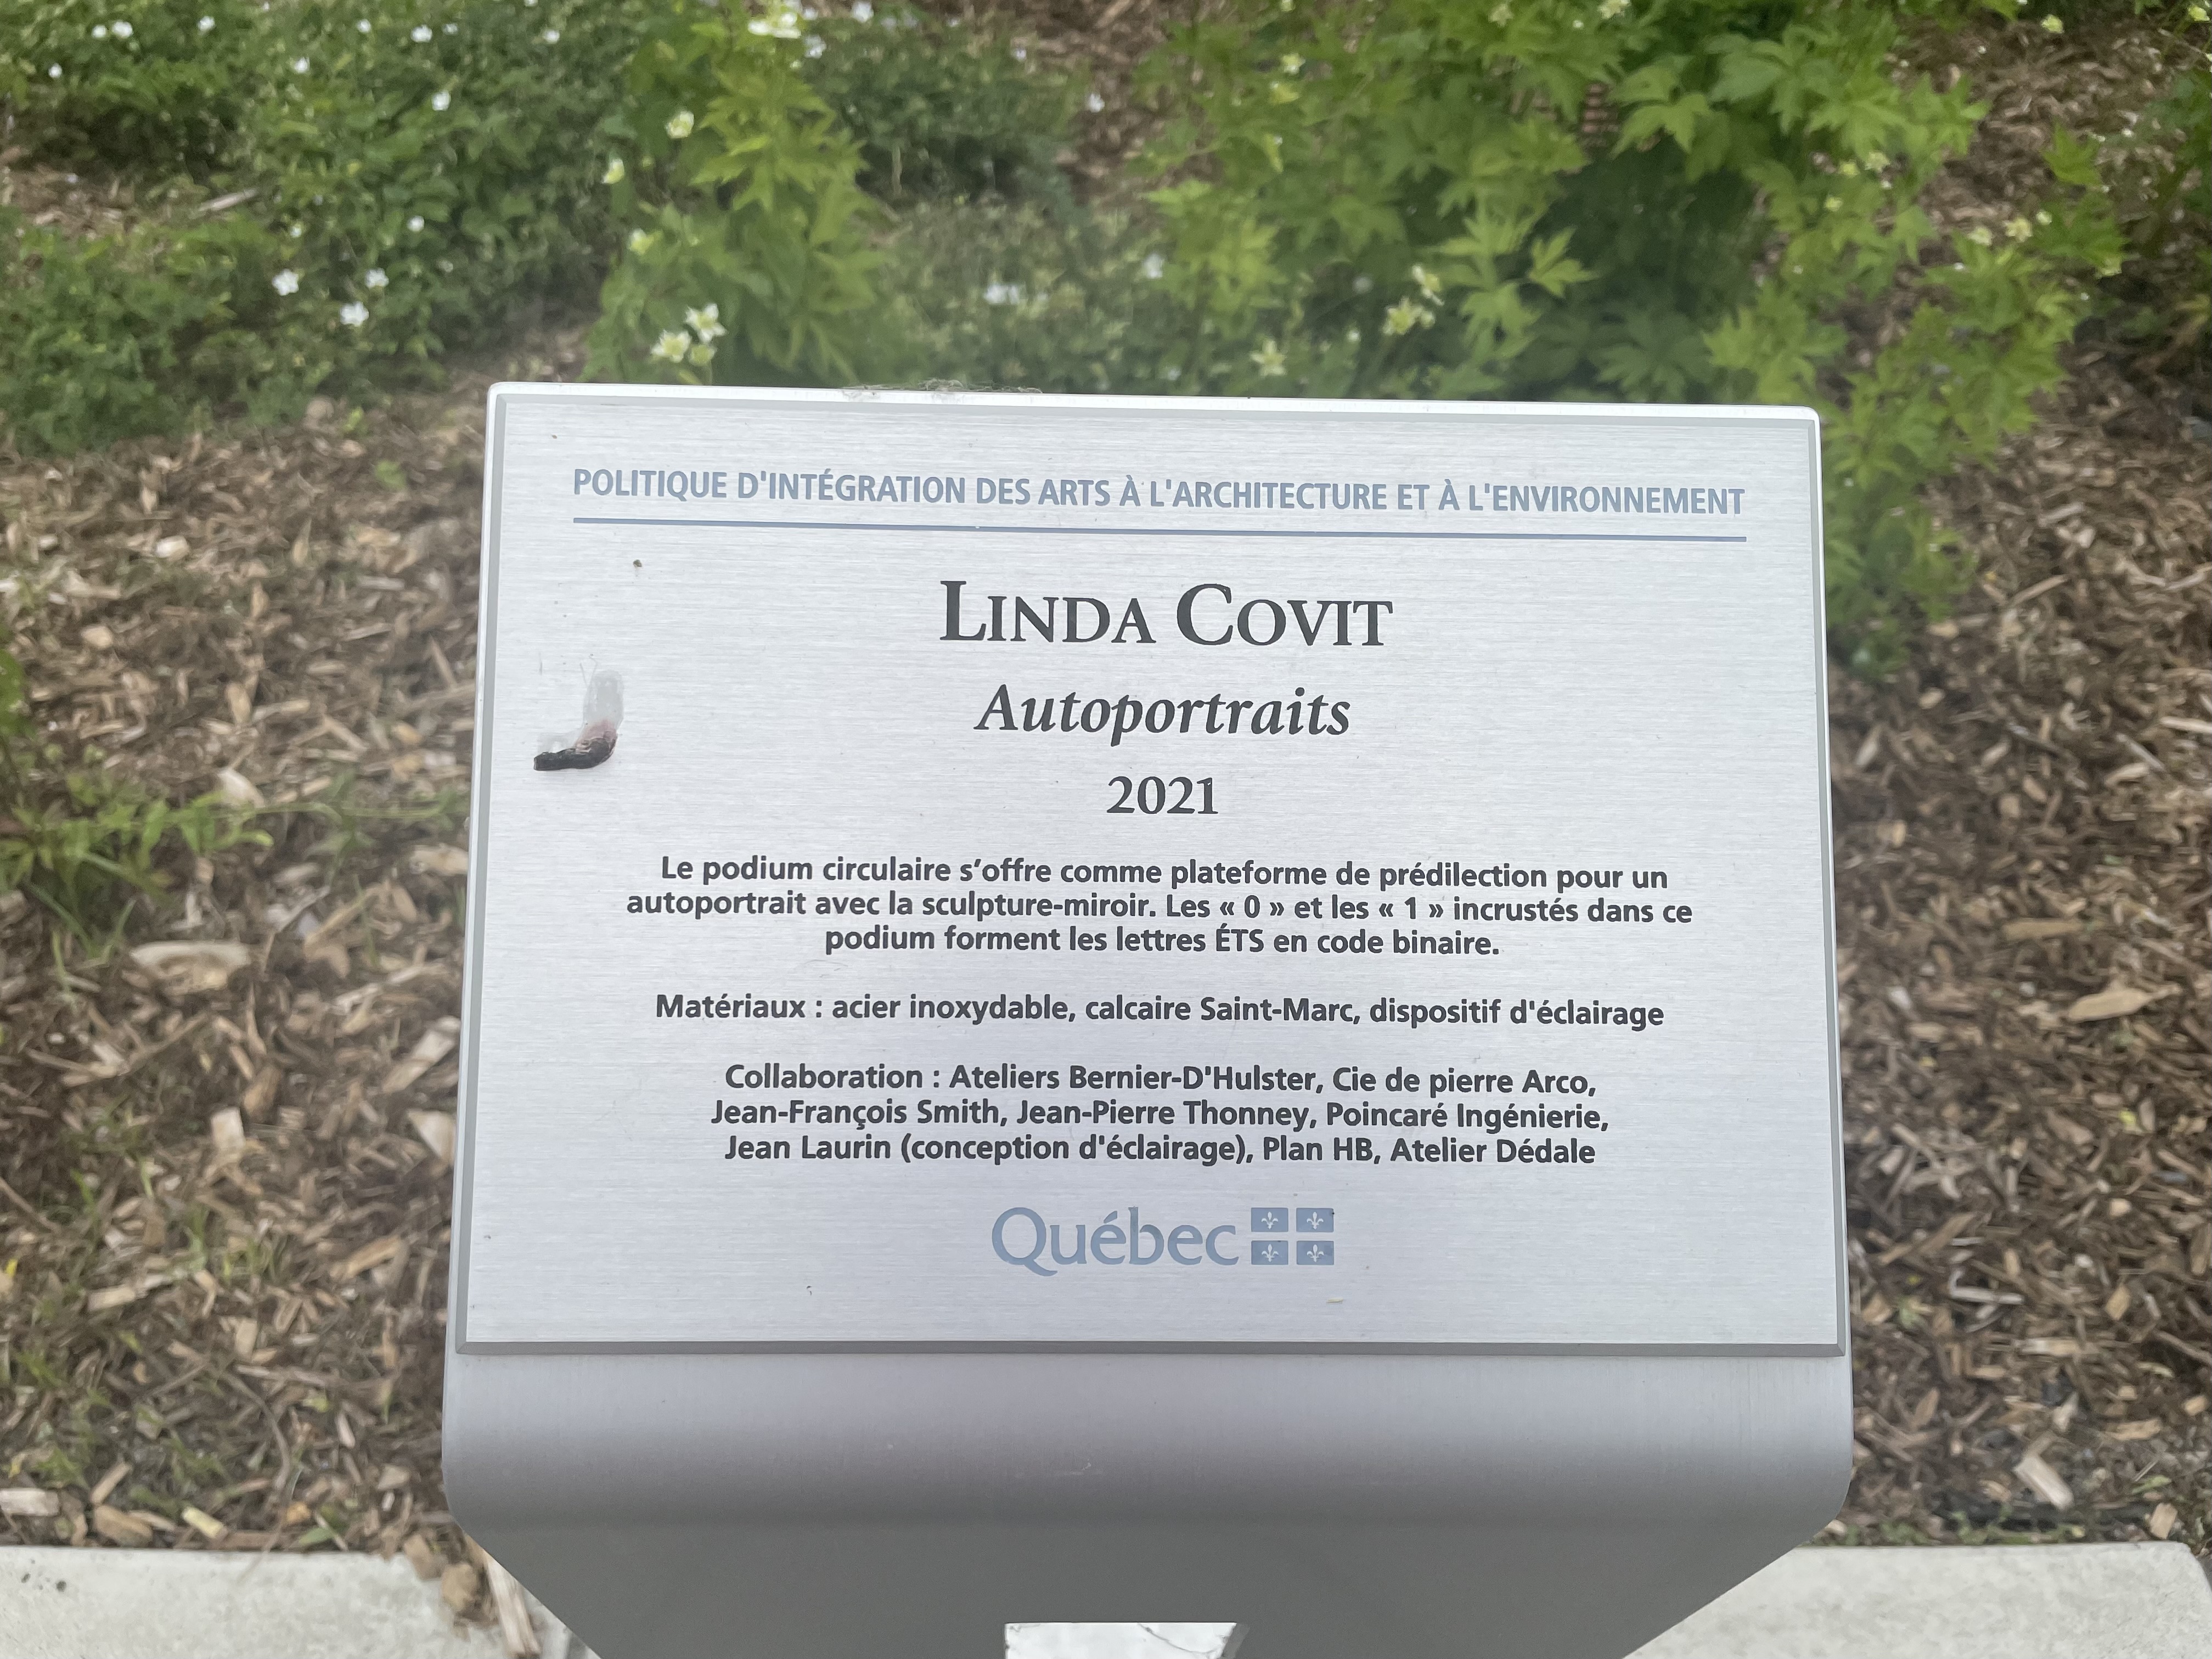 POLITIQUE D'INTÉGRATION DES ARTS À L'ARCHITECTURE ET À L'ENVIRONNEMENT
LINDA COVIT
Autoportraits
2021
Le podium circulaire s’offre comme plateforme de prédilection pour un
autoportrait avec la sculpture-miroir. Les « 0 » et les « 1 » incrustés dans ce
podium forment les lettres ÉTS en code binaire.
Matériaux : acier inoxydable, calcaire Saint-Marc, dispositif d'éclairage
Collaboration : Ateliers Bernier-D'Hulster, Cie de pierre Arco,
Jean-François Smith, Jean-Pierre Thonney, Poincaré Ingénierie,
Jean Laurin (conception d'éclairage), Plan HB, Atelier Dédale
Québec